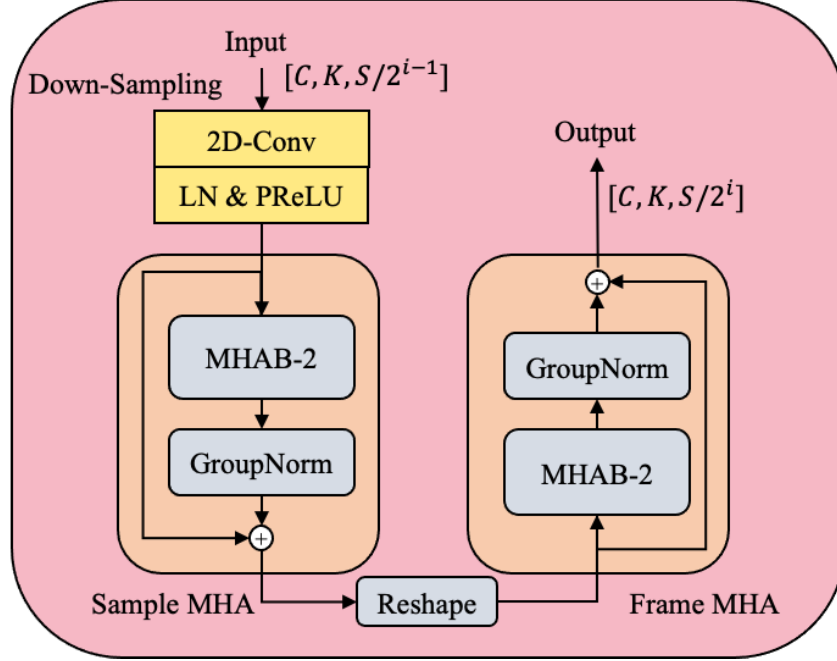 Input
Down-Sampling
[C, K, S/2^{i−1}]
2D-Conv
LN & PReLU
MHAB-2
GroupNorm
+
Sample MHA
Reshape
Output
[C, K, S/2^i]
+
GroupNorm
MHAB-2
Frame MHA